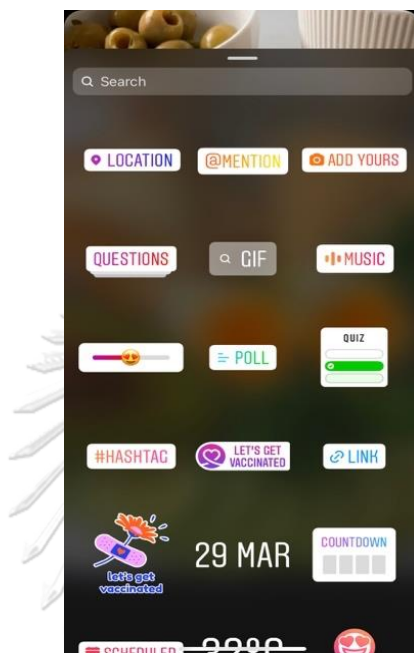 Search
LOCATION
@MENTION
ADD YOURS
QUESTIONS
GIF
MUSIC
POLL
QUIZ
#HASHTAG
LET'S GET
VACCINATED
LINK
let's get
vaccinated
29 MAR
COUNTDOWN
SCHEDULER